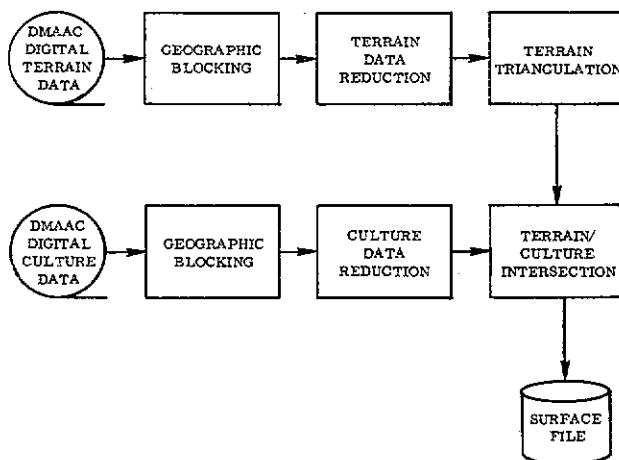 DMAAC
DIGITAL
TERRAIN
DATA
GEOGRAPHIC
BLOCKING
TERRAIN
DATA
REDUCTION
TERRAIN
TRIANGULATION
DMAAC
DIGITAL
CULTURE
DATA
GEOGRAPHIC
BLOCKING
CULTURE
DATA
REDUCTION
TERRAIN/
CULTURE
INTERSECTION
SURFACE
FILE